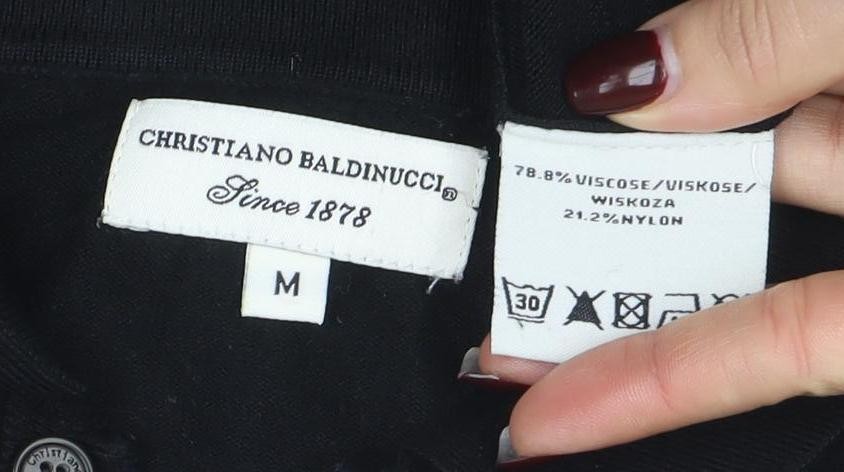 CHRISTIANO BALDINUCCI®
Since 1878
M
78.8%VISCOSE/VISKOSE/
WISKOZA
21.2%NYLON
30